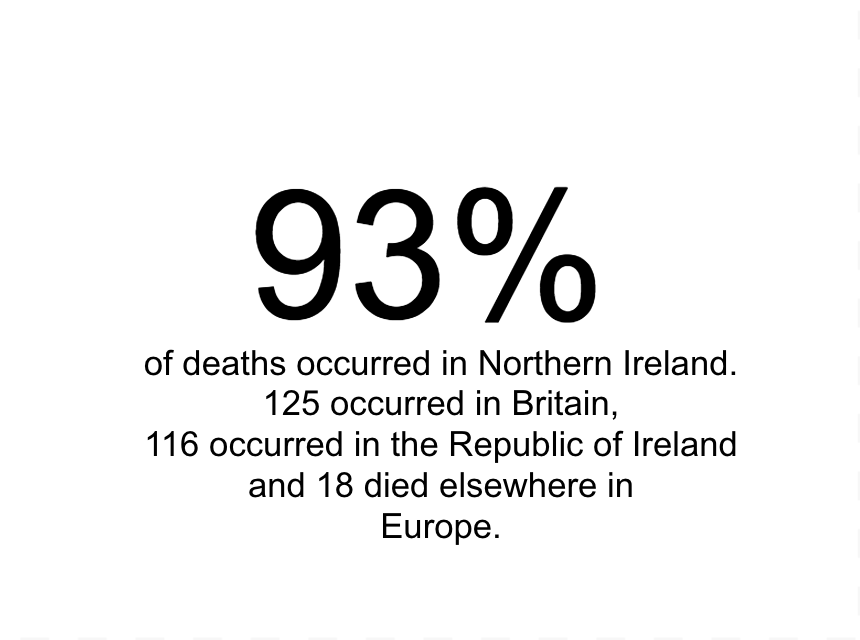 93%
of deaths occurred in Northern Ireland.
125 occurred in Britain,
116 occurred in the Republic of Ireland
and 18 died elsewhere in
Europe.